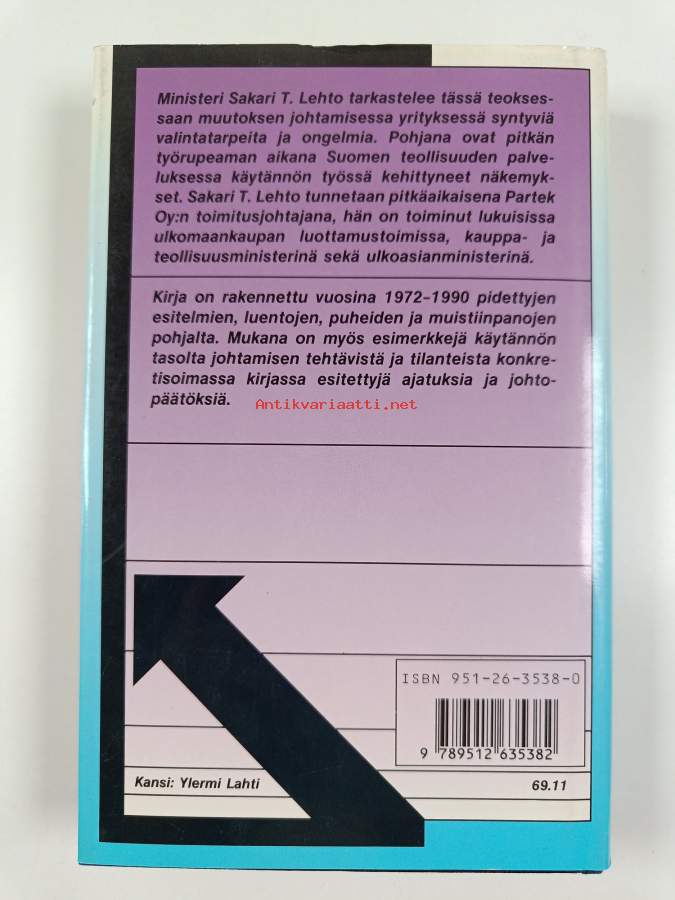 Ministeri Sakari T. Lehto tarkastelee tässä teokses-
saan muutoksen johtamisessa yrityksessä syntyviä
valintatarpeita ja ongelmia. Pohjana ovat pitkän
työrupeaman aikana Suomen teollisuuden palve-
luksessa käytännön työssä kehittyneet näkemyk-
set. Sakari T. Lehto tunnetaan pitkäaikaisena Partek
Oy:n toimitusjohtajana, hän on toiminut lukuisissa
ulkomaankaupan luottamustoimissa, kauppa- ja
teollisuusministerinä sekä ulkoasianministerinä.
Kirja on rakennettu vuosina 1972–1990 pidettyjen
esitelmien, luentojen, puheiden ja muistiinpanojen
pohjalta. Mukana on myös esimerkkejä käytännön
tasolta johtamisen tehtävistä ja tilanteista konkre-
tisoimassa kirjassa esitettyjä ajatuksia ja johto-
päätöksiä.
Antikvariaatti.net
ISBN 951-26-3538-0
9 789512 635382
Kansi: Ylermi Lahti
69.11